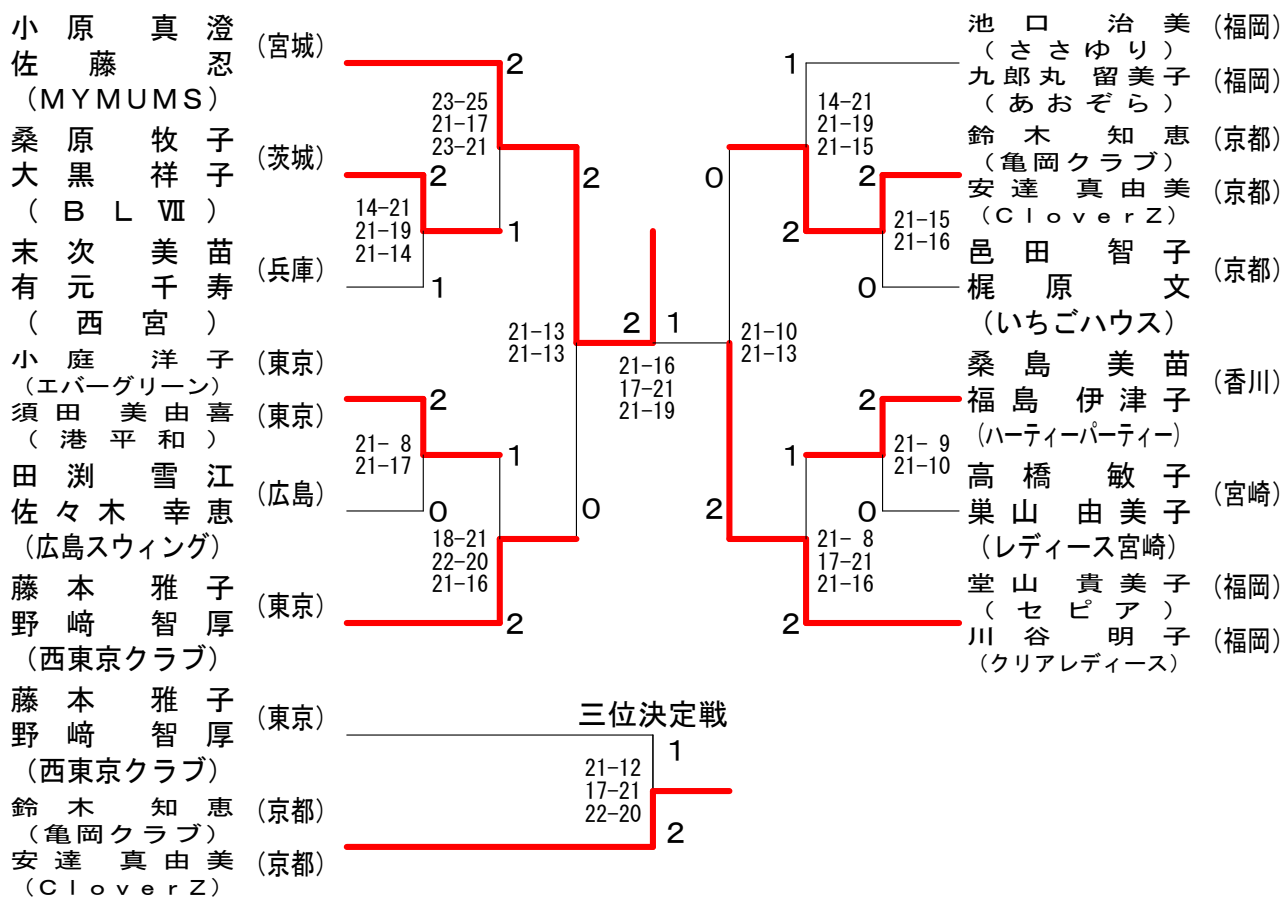 小原 真澄
佐藤 忍
(宮城)
(MYMUMS)
桑原 牧子
大黒 祥子
(茨城)
(BLⅦ)
末次 美苗
有元 千寿
(兵庫)
(西宮)
小庭 洋子 (東京)
(エバーグリーン)
須田 美由喜 (東京)
(港平和)
田渕 雪江
佐々木 幸恵
(広島)
(広島スウィング)
藤本 雅子
野﨑 智厚
(東京)
(西東京クラブ)
2
23-25
21-17
23-21
2
14-21
21-19
21-14
1
1
2
2
21- 8
21-17
0
1
18-21
22-20
21-16
2
0
21-13
21-13
2
1
21-16
17-21
21-19
池口 治美 (福岡)
(ささゆり)
九郎丸 留美子 (福岡)
(あおぞら)
鈴木 知恵 (京都)
(亀岡クラブ)
安達 真由美 (京都)
(CloverZ)
邑田 智子
梶原 文
(京都)
(いちごハウス)
桑島 美苗
福島 伊津子
(香川)
(ハーティーパーティー)
高橋 敏子
巣山 由美子
(宮崎)
(レディース宮崎)
堂山 貴美子 (福岡)
(セピア)
川谷 明子 (福岡)
(クリアレディース)
1
14-21
21-19
21-15
2
2
21-15
21-16
0
0
21-10
21-13
2
2
21- 9
21-10
0
1
21- 8
17-21
21-16
2
藤本 雅子
野﨑 智厚
(東京)
(西東京クラブ)
鈴木 知恵 (京都)
(亀岡クラブ)
安達 真由美 (京都)
(CloverZ)
三位決定戦
1
21-12
17-21
22-20
2